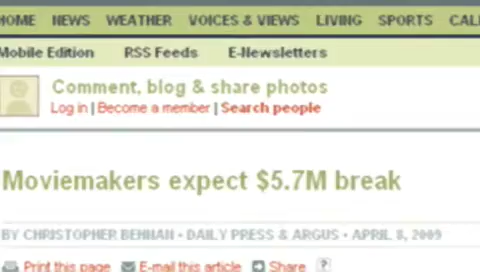 HOME NEWS WEATHER VOICES & VIEWS LIVING SPORTS CAL
Mobile Edition RSS Feeds E-Newsletters
Comment, blog & share photos
Log in | Become a member | Search people
Moviemakers expect $5.7M break
BY CHRISTOPHER BEHNAN • DAILY PRESS & ARGUS • APRIL 8, 2009
Print this page E-mail this article Share ?